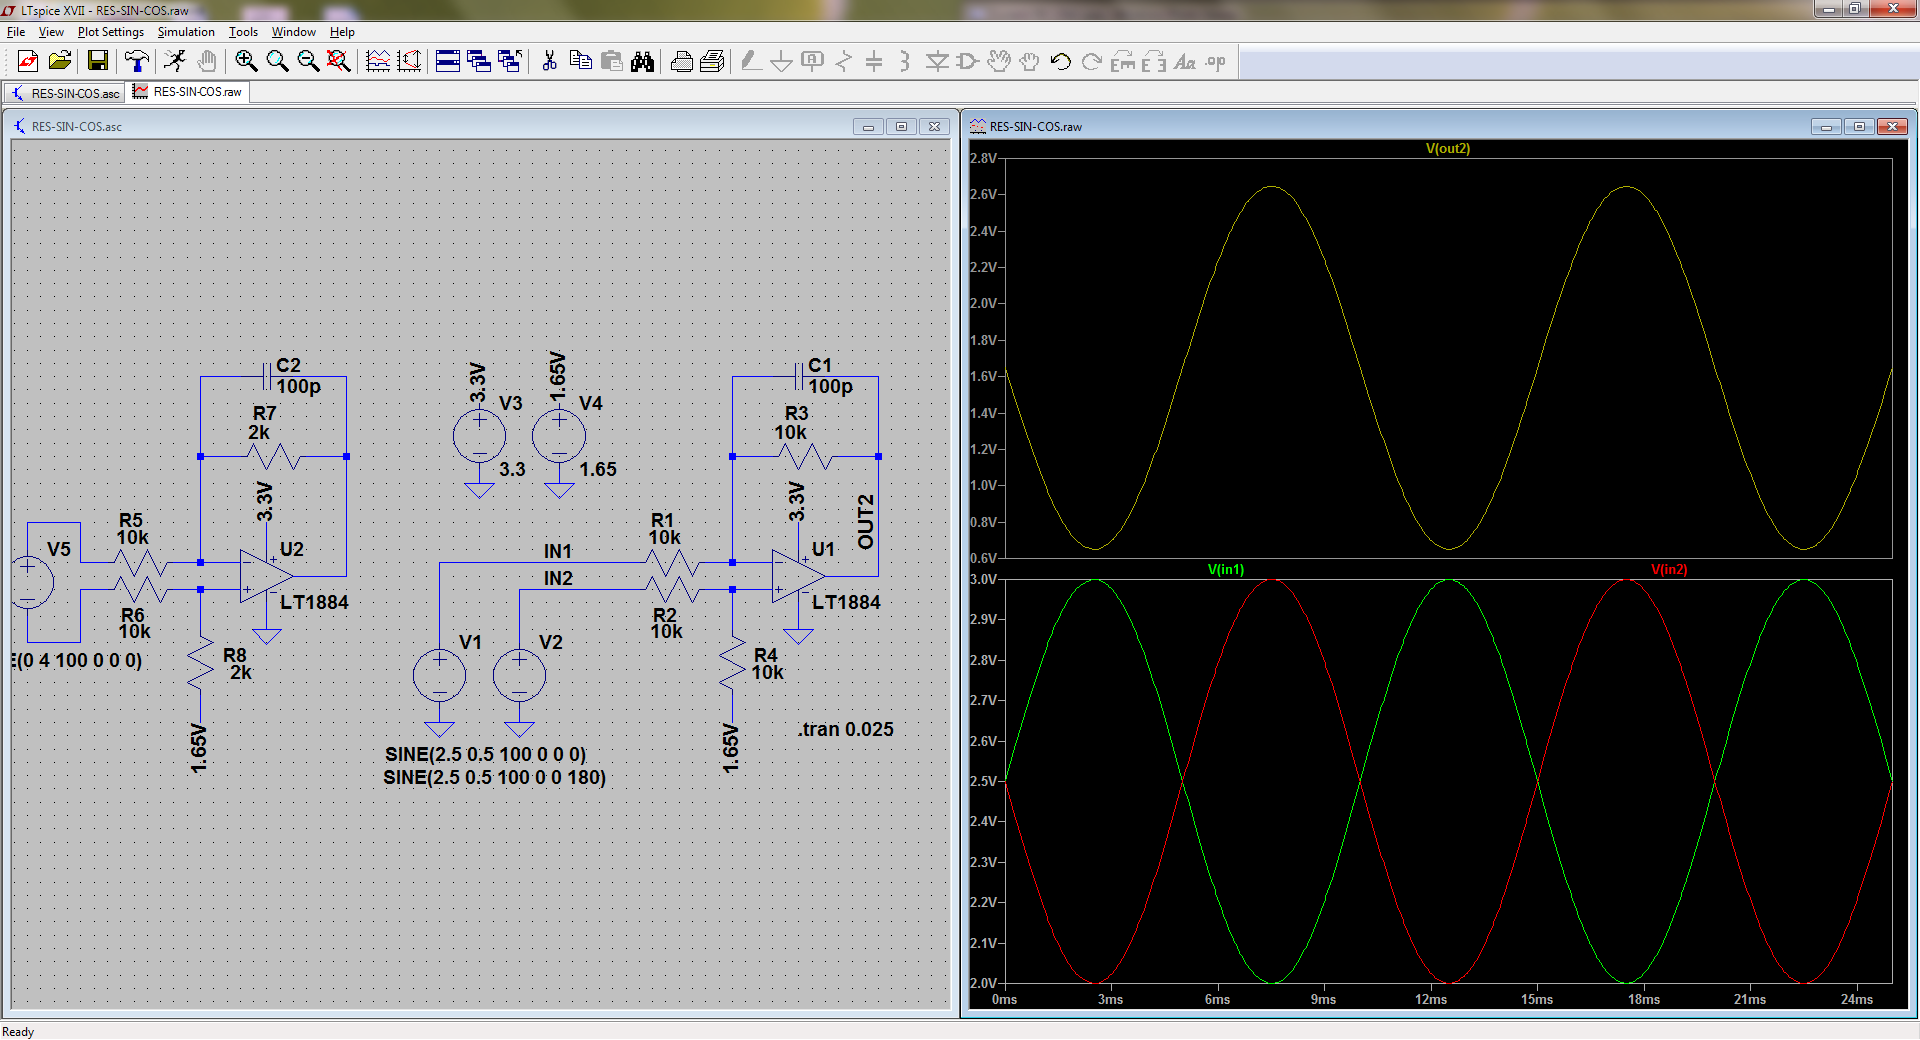 LTspice XVII - RES-SIN-COS.raw
File View Plot Settings Simulation Tools Window Help
RES-SIN-COS.asc RES-SIN-COS.raw
RES-SIN-COS.asc
C2
100p
R7
2k
3.3V
U2
LT1884
V5
R5
10k
R6
10k
R8
2k
1.65V
E(0 4 100 0 0 0)
3.3V
V3
3.3
1.65V
V4
1.65
C1
100p
R3
10k
3.3V
OUT2
U1
LT1884
R1
10k
IN1
IN2
R2
10k
V1
V2
R4
10k
1.65V
.tran 0.025
SINE(2.5 0.5 100 0 0 0)
SINE(2.5 0.5 100 0 0 180)
RES-SIN-COS.raw
V(out2)
2.8V
2.6V
2.4V
2.2V
2.0V
1.8V
1.6V
1.4V
1.2V
1.0V
0.8V
0.6V
V(in1) V(in2)
3.0V
2.9V
2.8V
2.7V
2.6V
2.5V
2.4V
2.3V
2.2V
2.1V
2.0V
0ms 3ms 6ms 9ms 12ms 15ms 18ms 21ms 24ms
Ready